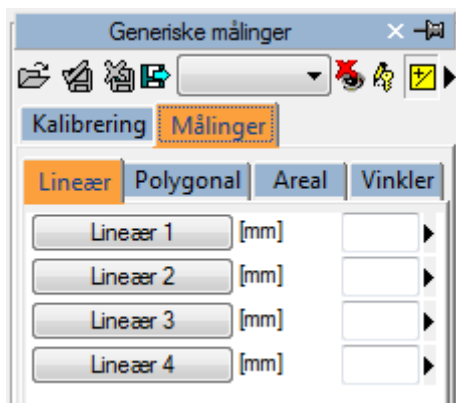 Generiske målinger
Kalibrering Målinger
Lineær Polygonal Areal Vinkler
Lineær 1 [mm]
Lineær 2 [mm]
Lineær 3 [mm]
Lineær 4 [mm]